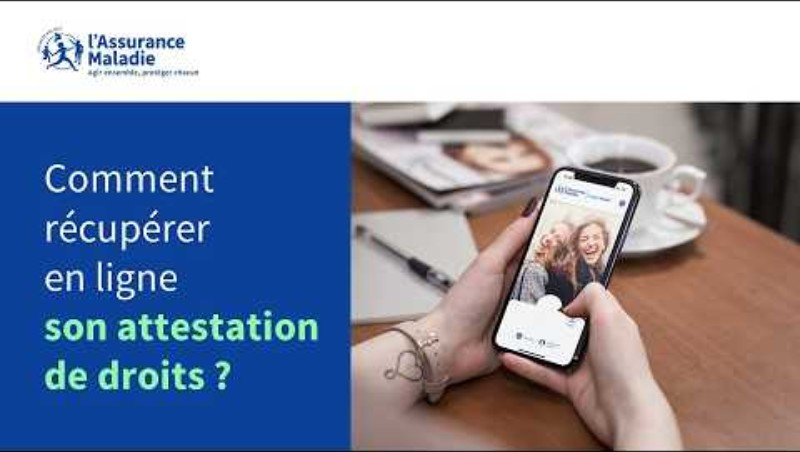 l'Assurance
Maladie
Agir ensemble, protéger chacun
Comment
récupérer
en ligne
son attestation
de droits ?